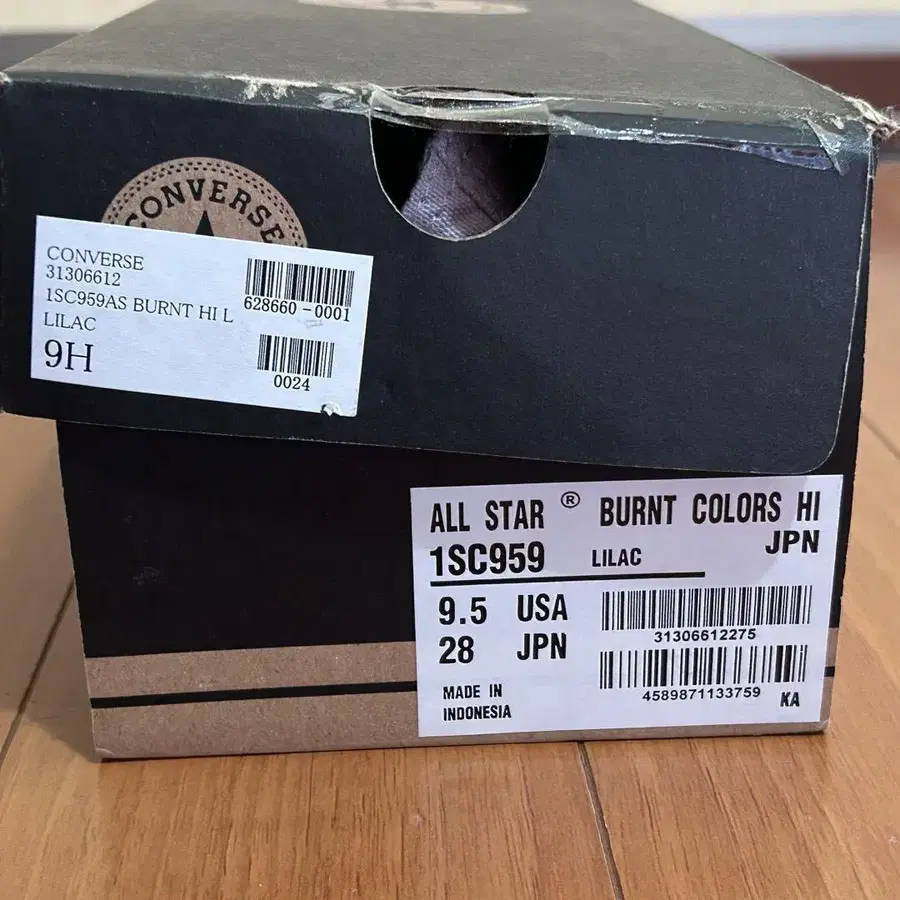 CONVERSE
CONVERSE
31306612
1SC959AS BURNT HI L
LILAC
9H
628660-0001
0024
ALL STAR ® BURNT COLORS HI
JPN
1SC959 LILAC
9.5 USA
28 JPN
31306612275
4589871133759
MADE IN
INDONESIA
KA